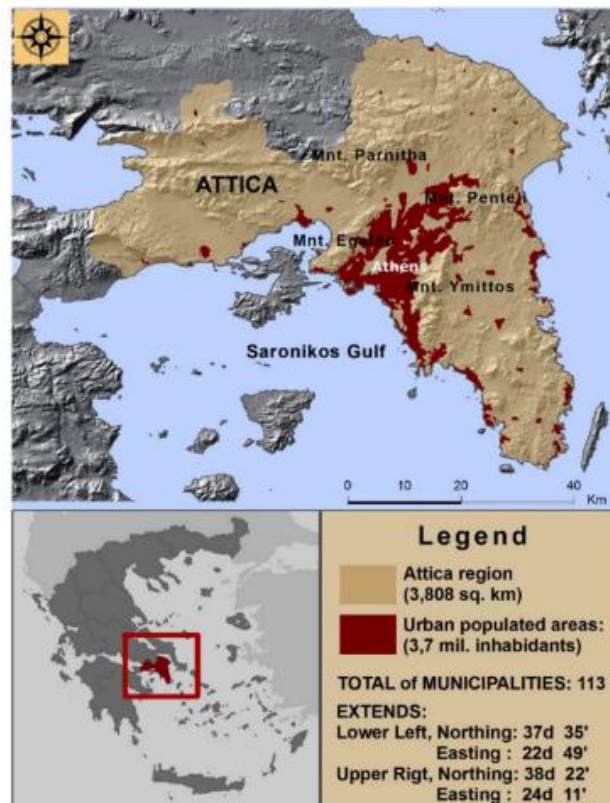 Mnt. Parnitha
ATTICA
Mnt. Penteli
Mnt. Egaleo
Athens
Mnt. Ymittos
Saronikos Gulf
0 10 20 40
Km
Legend
Attica region
(3,808 sq. km)
Urban populated areas:
(3,7 mil. inhabidants)
TOTAL of MUNICIPALITIES: 113
EXTENDS:
Lower Left, Northing: 37d 35'
Easting : 22d 49'
Upper Rigt, Northing: 38d 22'
Easting : 24d 11'